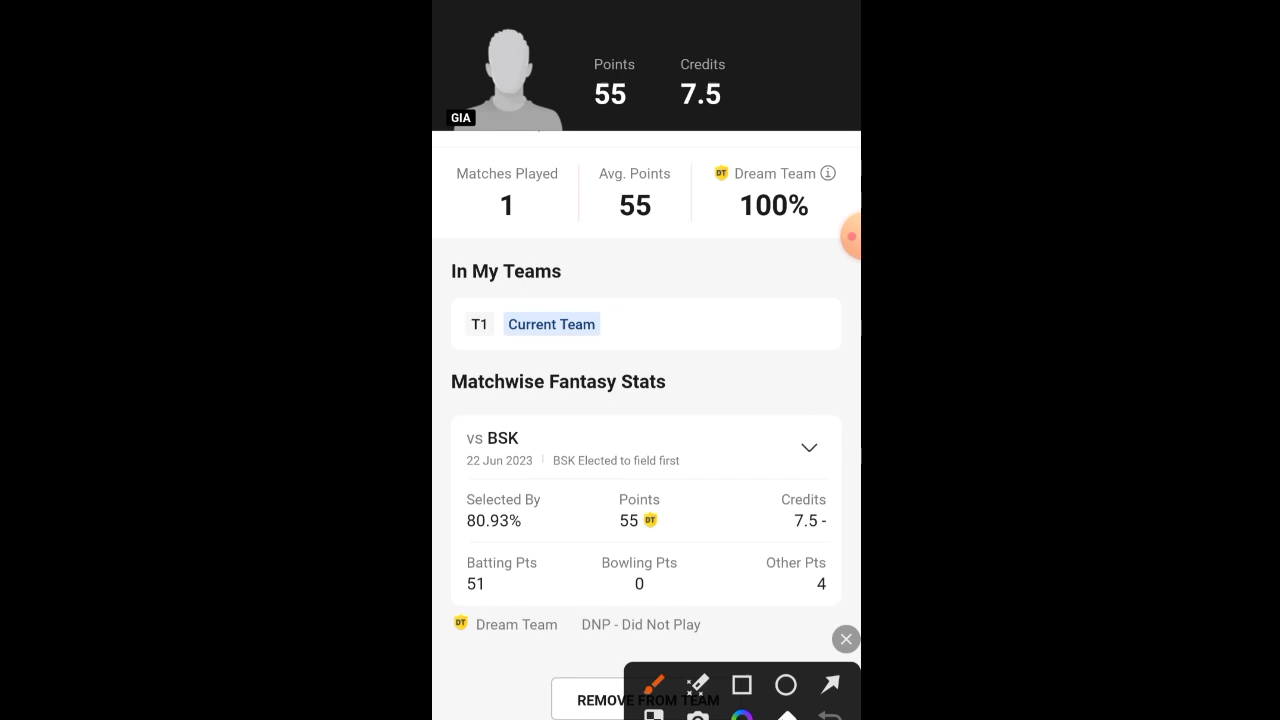 Points Credits
55 7.5
GIA
Matches Played Avg. Points DT Dream Team
1 55 100%
In My Teams
T1 Current Team
Matchwise Fantasy Stats
vs BSK
22 Jun 2023 BSK Elected to field first
Selected By Points Credits
80.93% 55 DT 7.5 -
Batting Pts Bowling Pts Other Pts
51 0 4
DT Dream Team DNP - Did Not Play
REMOVE FROM TEAM